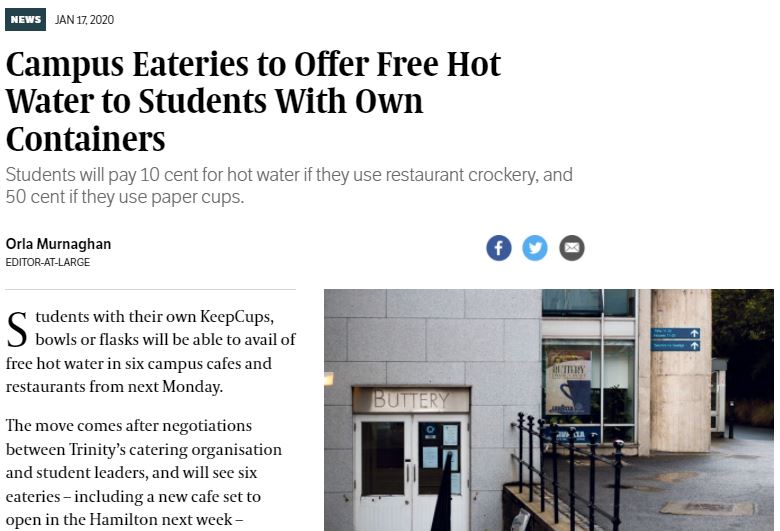 NEWS JAN 17, 2020
Campus Eateries to Offer Free Hot
Water to Students With Own
Containers
Students will pay 10 cent for hot water if they use restaurant crockery, and
50 cent if they use paper cups.
Orla Murnaghan
EDITOR-AT-LARGE
Students with their own KeepCups,
bowls or flasks will be able to avail of
free hot water in six campus cafes and
restaurants from next Monday.
The move comes after negotiations
between Trinity's catering organisation
and student leaders, and will see six
eateries – including a new cafe set to
open in the Hamilton next week –
BUTTERY
BUTTERY
LAVAZZA